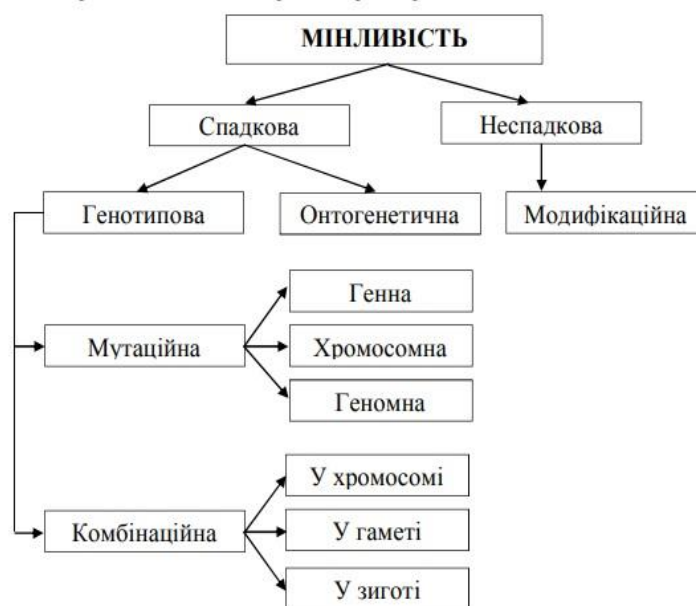 МІНЛИВІСТЬ
Спадкова
Неспадкова
Генотипова
Онтогенетична
Модифікаційна
Генна
Мутаційна
Хромосомна
Геномна
У хромосомі
Комбінаційна
У гаметі
У зиготі